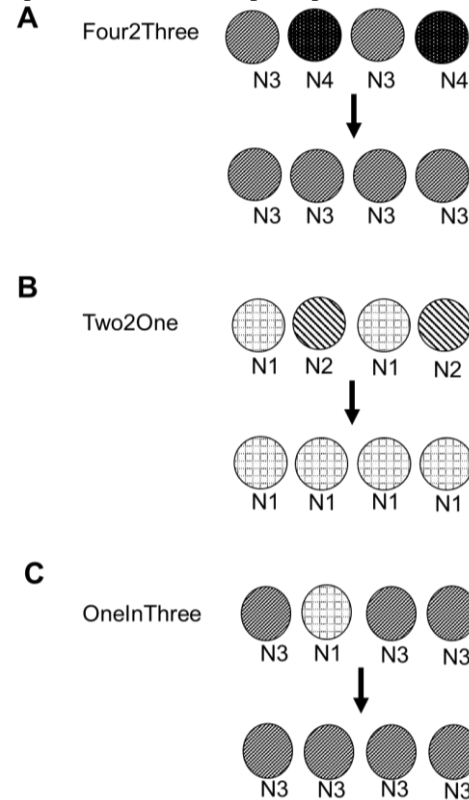 A
Four2Three
N3 N4 N3 N4
N3 N3 N3 N3
B
Two2One
N1 N2 N1 N2
N1 N1 N1 N1
C
OneInThree
N3 N1 N3 N3
N3 N3 N3 N3